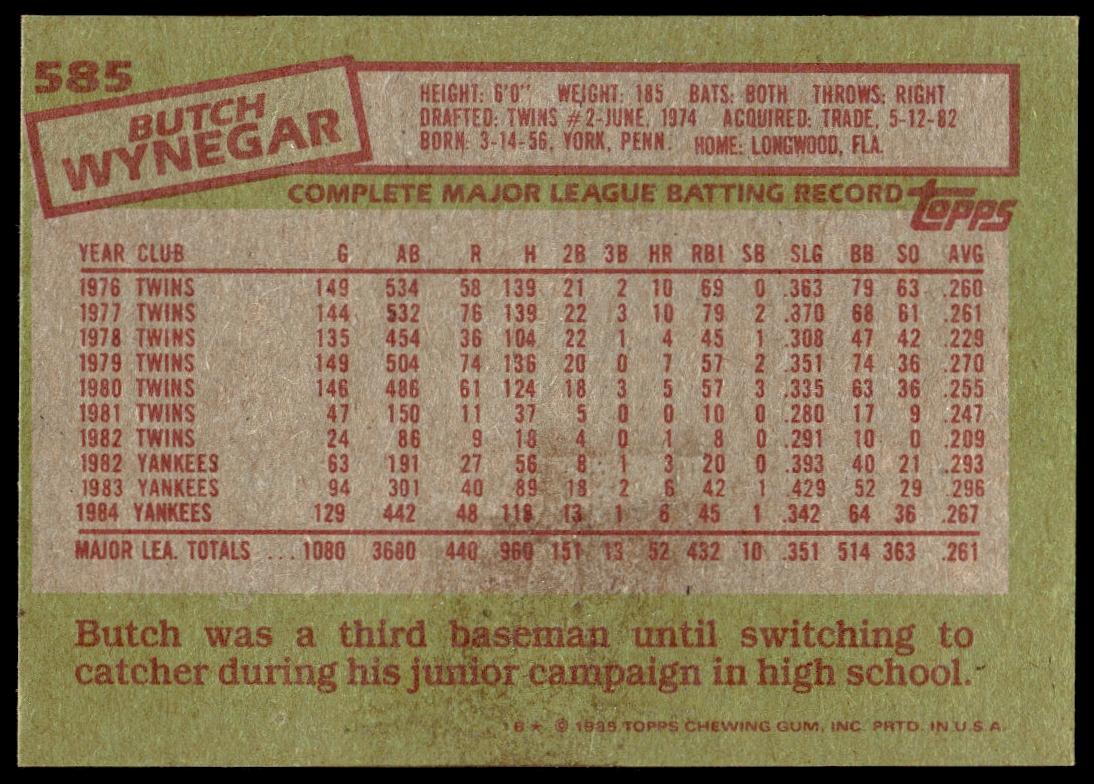 585
BUTCH
WYNEGAR
HEIGHT: 6'0" WEIGHT: 185 BATS: BOTH THROWS: RIGHT
DRAFTED: TWINS #2-JUNE, 1974 ACQUIRED: TRADE, 5-12-82
BORN: 3-14-56, YORK, PENN. HOME: LONGWOOD, FLA.
COMPLETE MAJOR LEAGUE BATTING RECORD topps
YEAR CLUB G AB R H 2B 3B HR RBI SB SLG BB SO AVG
1976 TWINS 149 534 58 139 21 2 10 69 0 .363 79 63 .260
1977 TWINS 144 532 76 139 22 3 10 79 2 .370 68 61 .261
1978 TWINS 135 454 36 104 22 1 4 45 1 .308 47 42 .229
1979 TWINS 149 504 74 136 20 0 7 57 2 .351 74 36 .270
1980 TWINS 146 486 61 124 18 3 5 57 3 .335 63 36 .255
1981 TWINS 47 150 11 37 5 0 0 10 0 .280 17 9 .247
1982 TWINS 24 86 9 18 4 0 1 8 0 .291 10 0 .209
1982 YANKEES 63 191 27 56 8 1 3 20 0 .393 40 21 .293
1983 YANKEES 94 301 40 89 18 2 6 42 1 .429 52 29 .296
1984 YANKEES 129 442 48 118 13 1 6 45 1 .342 64 36 .267
MAJOR LEA. TOTALS ... 1080 3680 440 960 151 13 52 432 10 .351 514 363 .261
Butch was a third baseman until switching to
catcher during his junior campaign in high school.
6★ © 1985 TOPPS CHEWING GUM, INC. PRTD. IN U.S.A.